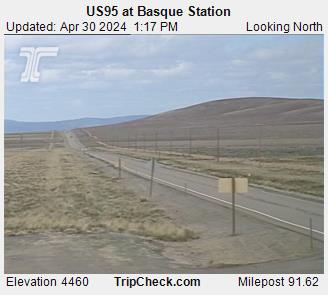 US95 at Basque Station
Updated: Apr 30 2024 1:17 PM Looking North
Elevation 4460 TripCheck.com Milepost 91.62